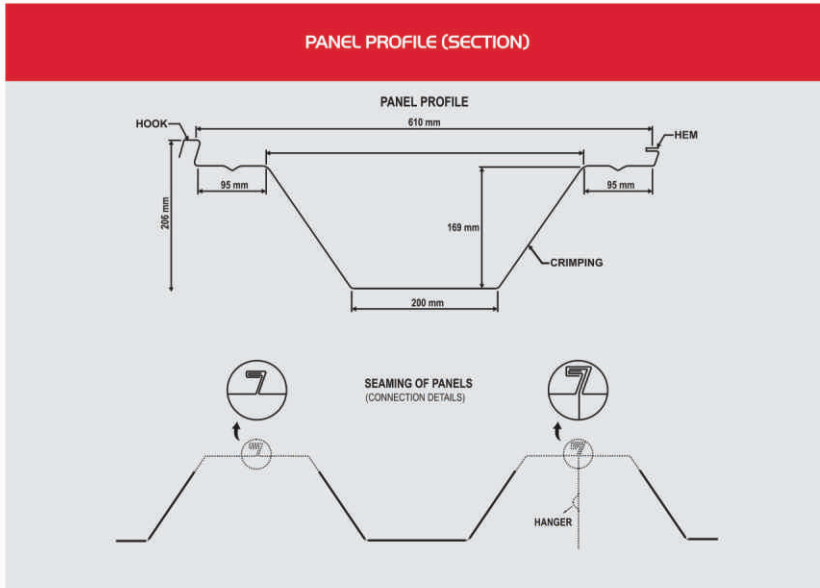 PANEL PROFILE (SECTION)
PANEL PROFILE
HOOK
610 mm
HEM
95 mm
95 mm
206 mm
169 mm
CRIMPING
200 mm
SEAMING OF PANELS
(CONNECTION DETAILS)
HANGER